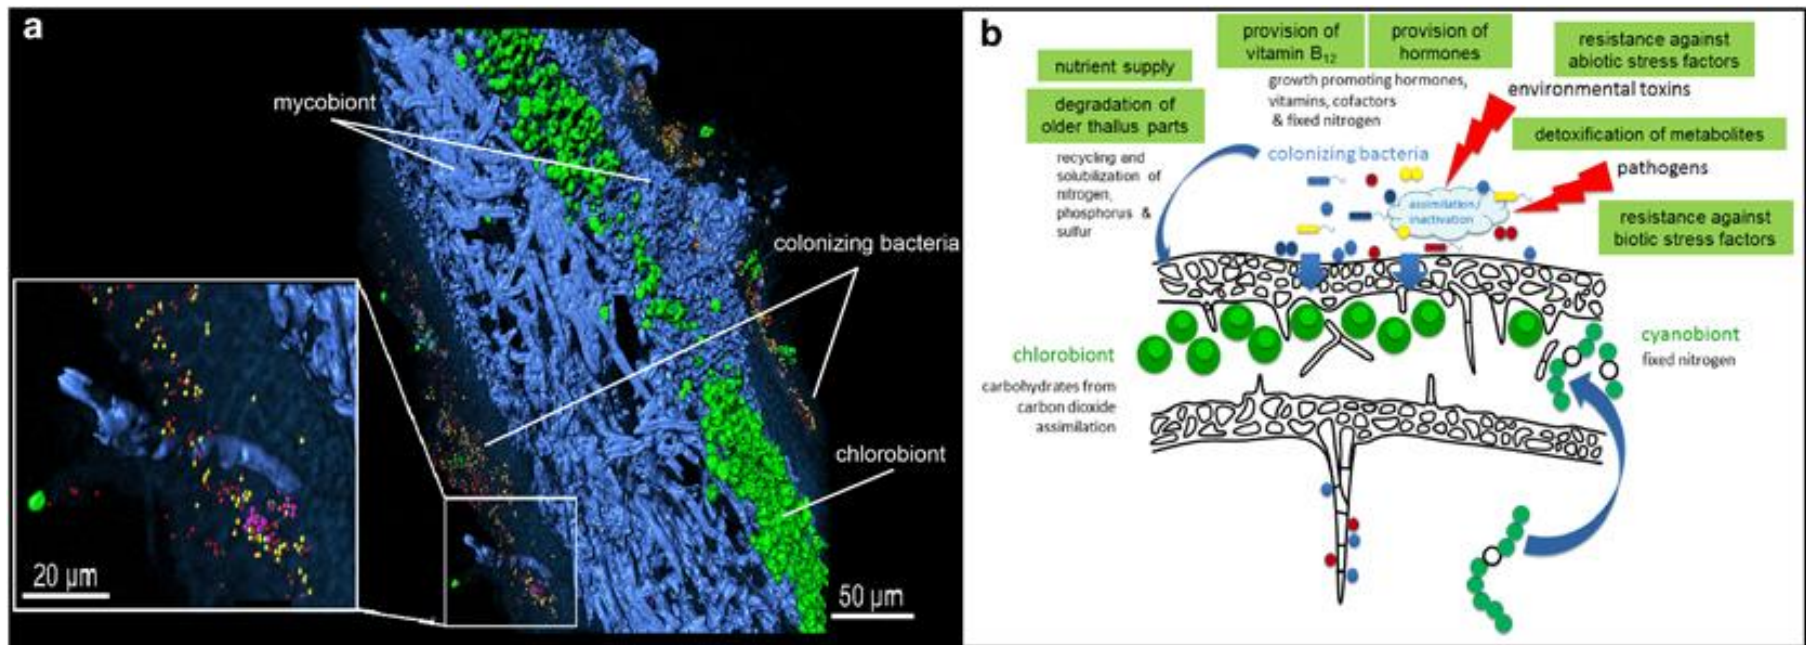 a
mycobiont
colonizing bacteria
chlorobiont
20 µm
50 µm
b
nutrient supply
degradation of
older thallus parts
recycling and
solubilization of
nitrogen,
phosphorus &
sulfur
provision of
vitamin B₁₂
provision of
hormones
growth promoting hormones,
vitamins, cofactors
& fixed nitrogen
colonizing bacteria
resistance against
abiotic stress factors
environmental toxins
detoxification of metabolites
pathogens
resistance against
biotic stress factors
assimilation/
inactivation
chlorobiont
carbohydrates from
carbon dioxide
assimilation
cyanobiont
fixed nitrogen